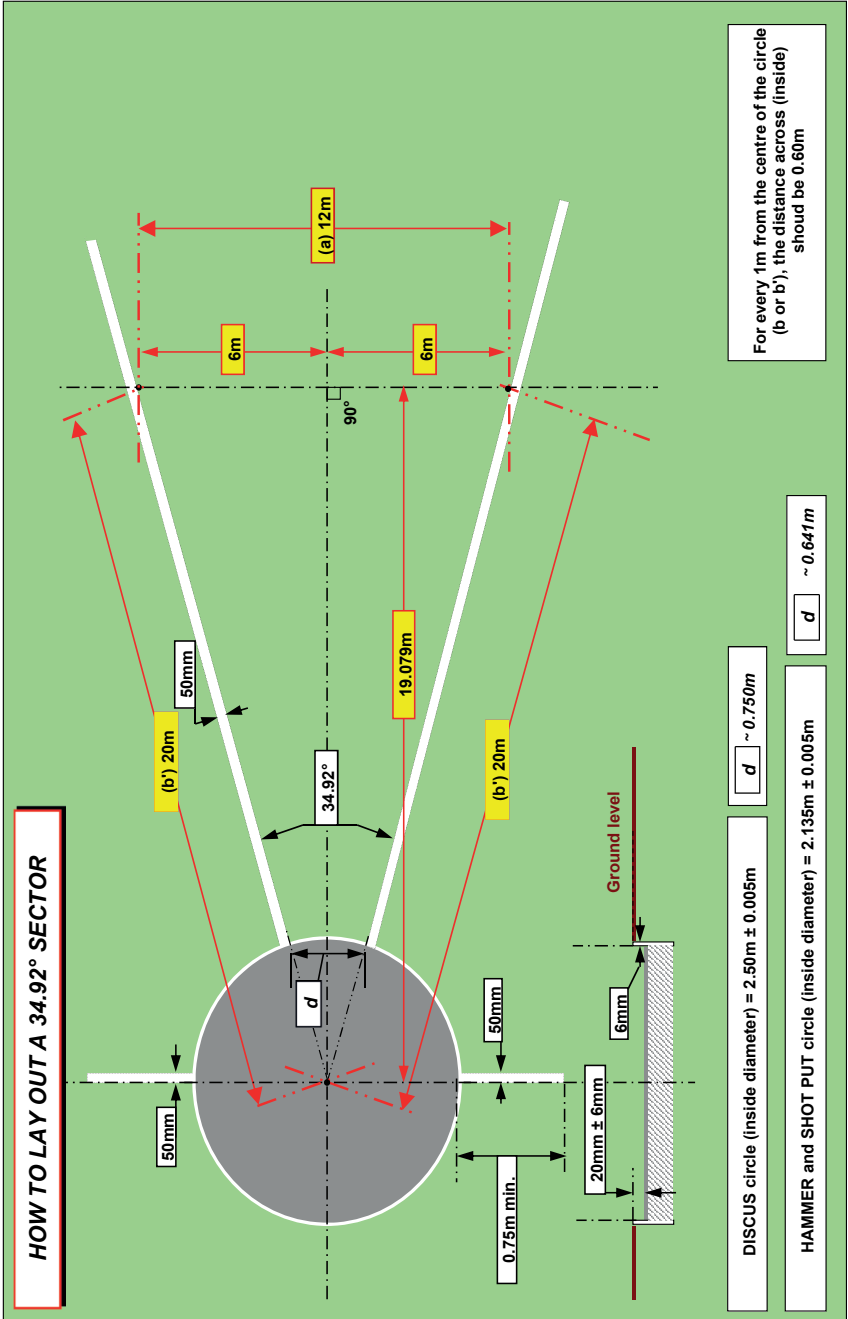 HOW TO LAY OUT A 34.92° SECTOR
50mm
(b') 20m
50mm
6m
(a) 12m
6m
90°
34.92°
19.079m
d
(b') 20m
50mm
0.75m min.
Ground level
6mm
20mm ± 6mm
DISCUS circle (inside diameter) = 2.50m ± 0.005m
d ~ 0.750m
HAMMER and SHOT PUT circle (inside diameter) = 2.135m ± 0.005m
d ~ 0.641m
For every 1m from the centre of the circle
(b or b'), the distance across (inside)
shoud be 0.60m